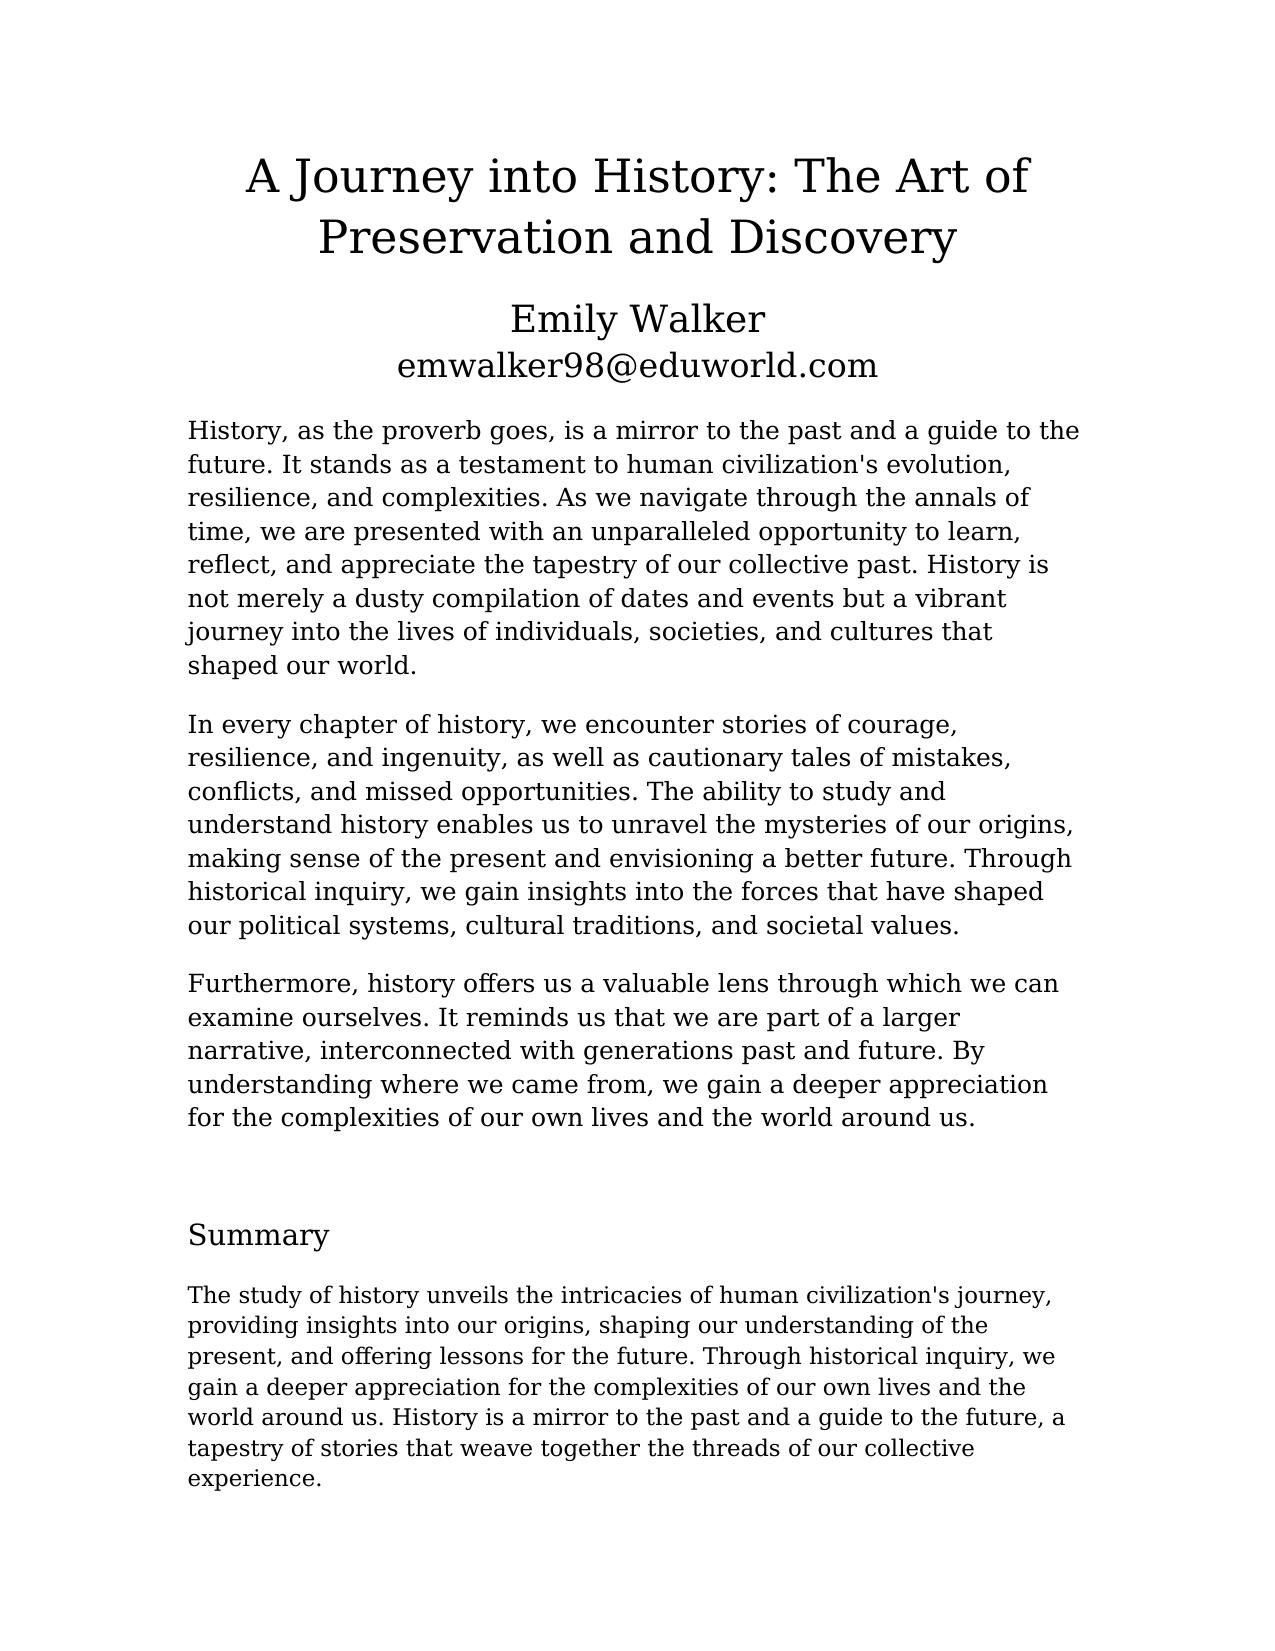 A Journey into History: The Art of
Preservation and Discovery
Emily Walker
emwalker98@eduworld.com
History, as the proverb goes, is a mirror to the past and a guide to the
future. It stands as a testament to human civilization's evolution,
resilience, and complexities. As we navigate through the annals of
time, we are presented with an unparalleled opportunity to learn,
reflect, and appreciate the tapestry of our collective past. History is
not merely a dusty compilation of dates and events but a vibrant
journey into the lives of individuals, societies, and cultures that
shaped our world.
In every chapter of history, we encounter stories of courage,
resilience, and ingenuity, as well as cautionary tales of mistakes,
conflicts, and missed opportunities. The ability to study and
understand history enables us to unravel the mysteries of our origins,
making sense of the present and envisioning a better future. Through
historical inquiry, we gain insights into the forces that have shaped
our political systems, cultural traditions, and societal values.
Furthermore, history offers us a valuable lens through which we can
examine ourselves. It reminds us that we are part of a larger
narrative, interconnected with generations past and future. By
understanding where we came from, we gain a deeper appreciation
for the complexities of our own lives and the world around us.
Summary
The study of history unveils the intricacies of human civilization's journey,
providing insights into our origins, shaping our understanding of the
present, and offering lessons for the future. Through historical inquiry, we
gain a deeper appreciation for the complexities of our own lives and the
world around us. History is a mirror to the past and a guide to the future, a
tapestry of stories that weave together the threads of our collective
experience.